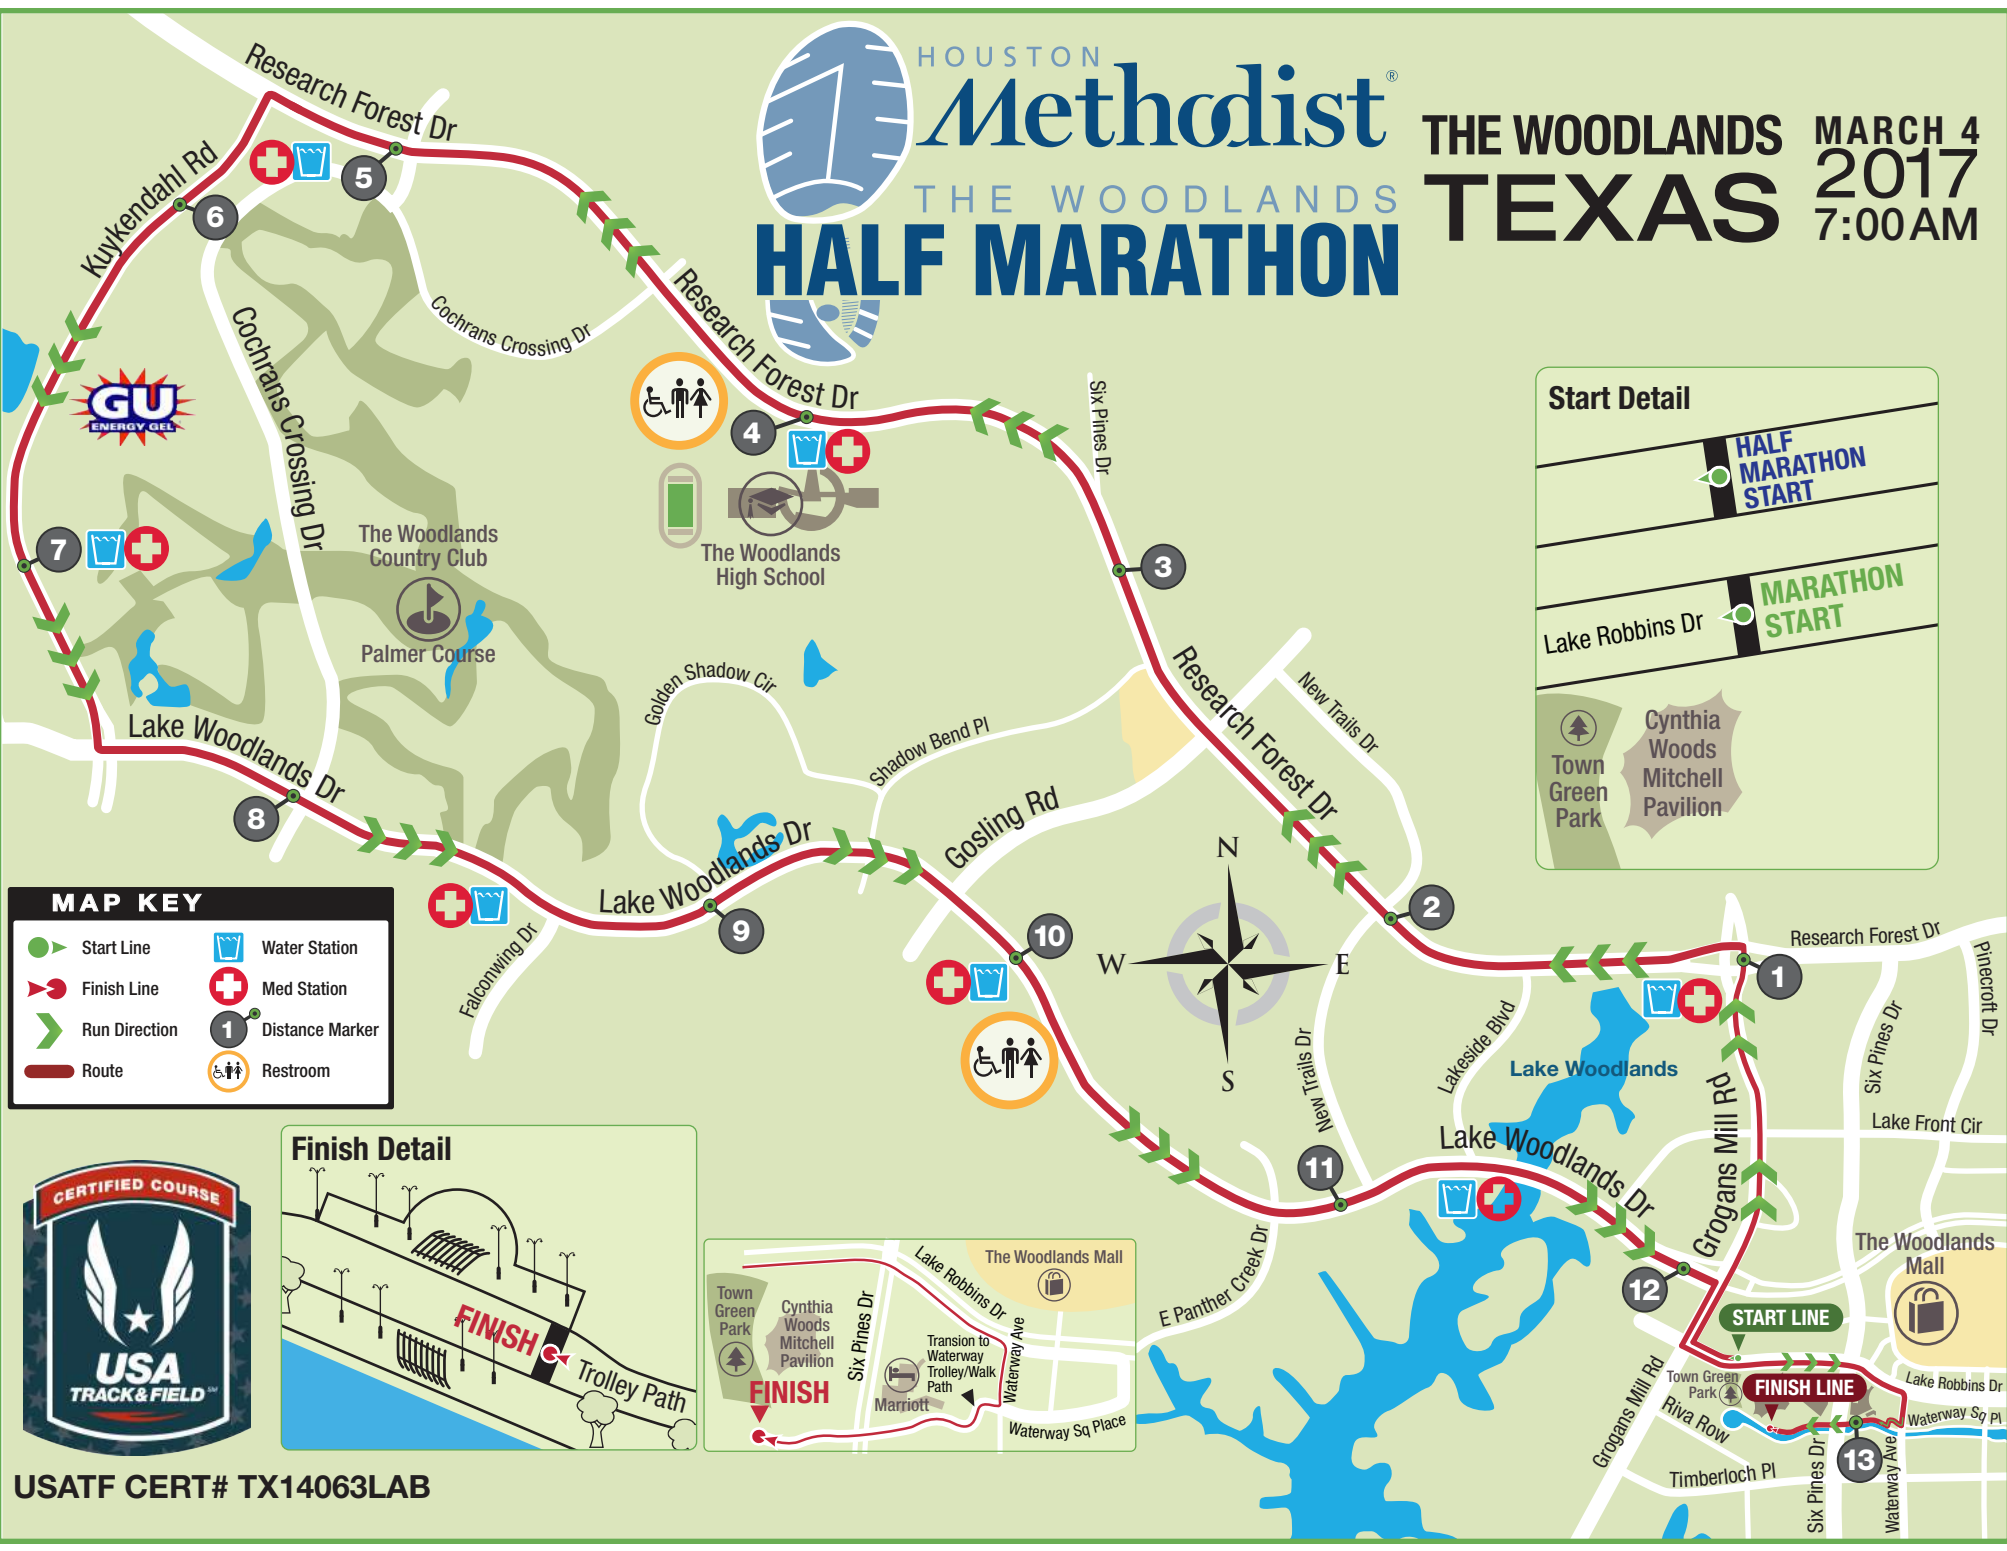 HOUSTON
Methodist®
THE WOODLANDS
HALF MARATHON
THE WOODLANDS
TEXAS
MARCH 4
2017
7:00 AM
Research Forest Dr
Kuykendahl Rd
5
6
Cochrans Crossing Dr
Research Forest Dr
Cochrans Crossing Dr
GU
ENERGY GEL
4
Six Pines Dr
The Woodlands
High School
3
7
The Woodlands
Country Club
Palmer Course
Start Detail
HALF
MARATHON
START
MARATHON
START
Lake Robbins Dr
Town
Green
Park
Cynthia
Woods
Mitchell
Pavilion
Golden Shadow Cir
Shadow Bend Pl
Research Forest Dr
New Trails Dr
Lake Woodlands Dr
8
Gosling Rd
Lake Woodlands Dr
9
Falconwing Dr
10
N
W
E
S
2
Research Forest Dr
1
Pinecroft Dr
Six Pines Dr
Lakeside Blvd
New Trails Dr
Lake Woodlands
Grogans Mill Rd
Lake Front Cir
Lake Woodlands Dr
11
12
E Panther Creek Dr
The Woodlands
Mall
START LINE
Town Green
Park
FINISH LINE
Lake Robbins Dr
Waterway Sq Pl
Riva Row
Grogans Mill Rd
13
Timberloch Pl
Six Pines Dr
Waterway Ave
MAP KEY
Start Line
Water Station
Finish Line
Med Station
Run Direction
1
Distance Marker
Route
Restroom
CERTIFIED COURSE
USA
TRACK&FIELD℠
USATF CERT# TX14063LAB
Finish Detail
FINISH
Trolley Path
The Woodlands Mall
Lake Robbins Dr
Town
Green
Park
Cynthia
Woods
Mitchell
Pavilion
Six Pines Dr
Transion to
Waterway
Trolley/Walk
Path
Waterway Ave
Marriott
FINISH
Waterway Sq Place